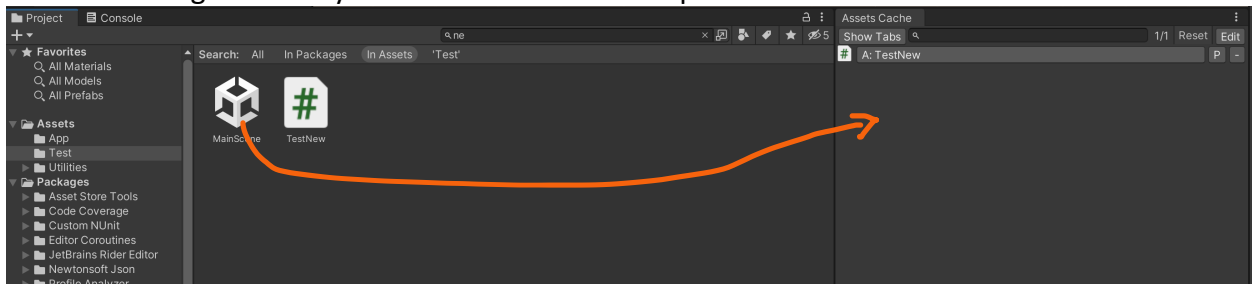 Project Console
ne
5
Favorites
All Materials
All Models
All Prefabs
Assets
App
Test
Utilities
Packages
Asset Store Tools
Code Coverage
Custom NUnit
Editor Coroutines
JetBrains Rider Editor
Newtonsoft Json
Profile Analyzer
Search: All In Packages In Assets 'Test'
MainScene TestNew
Assets Cache
Show Tabs 1/1 Reset Edit
# A: TestNew P -